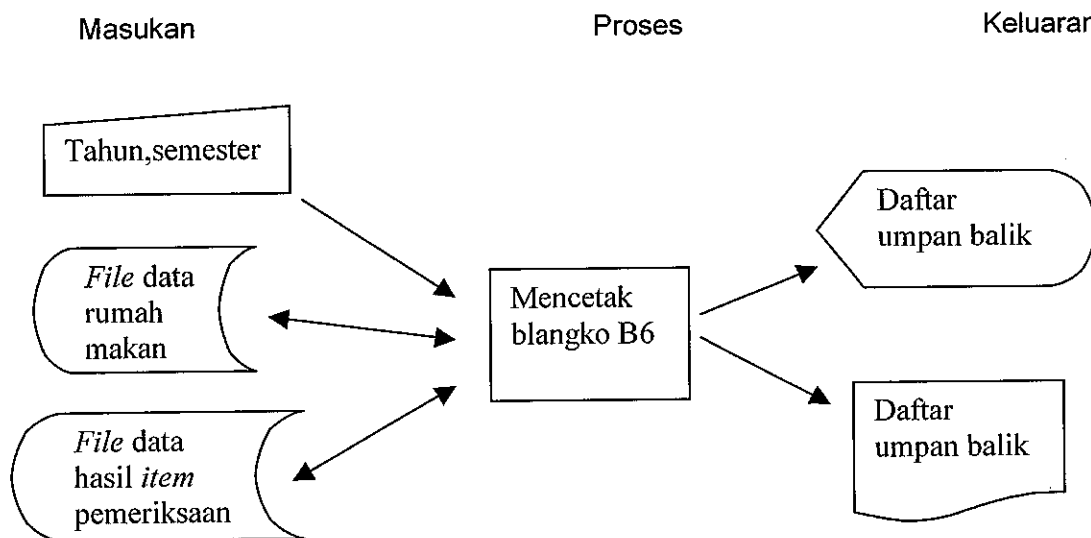 Masukan
Proses
Keluaran
Tahun,semester
File data
rumah
makan
File data
hasil item
pemeriksaan
Mencetak
blangko B6
Daftar
umpan balik
Daftar
umpan balik